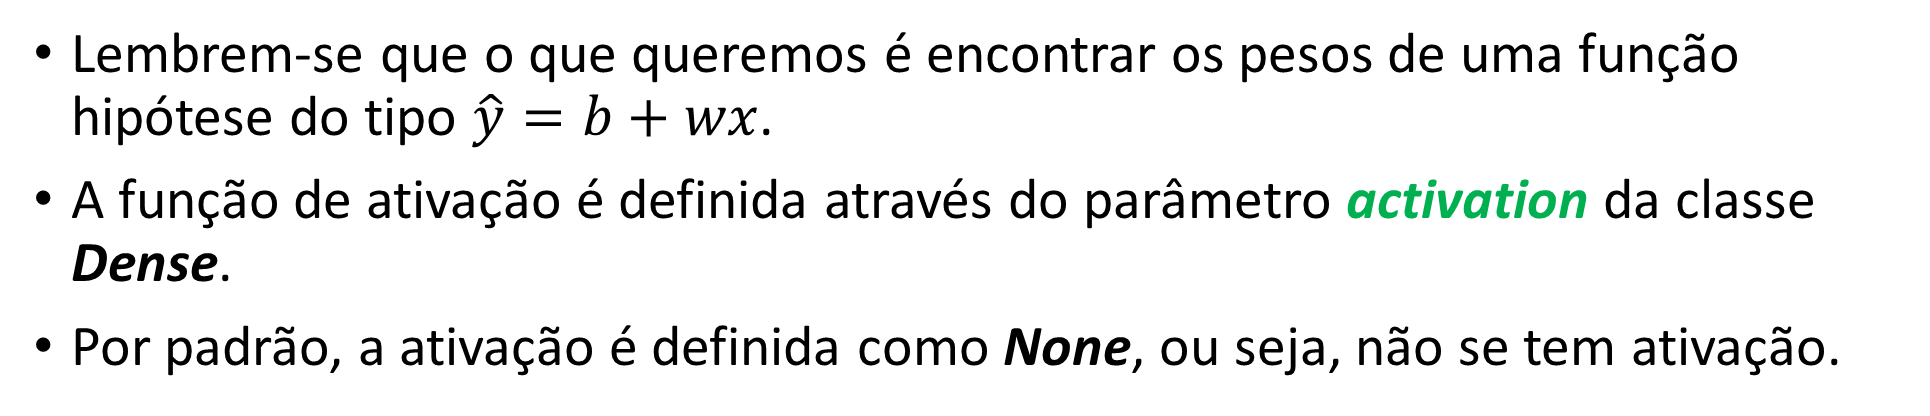 • Lembrem-se que o que queremos é encontrar os pesos de uma função
hipótese do tipo ŷ = b + wx.
• A função de ativação é definida através do parâmetro activation da classe
Dense.
• Por padrão, a ativação é definida como None, ou seja, não se tem ativação.